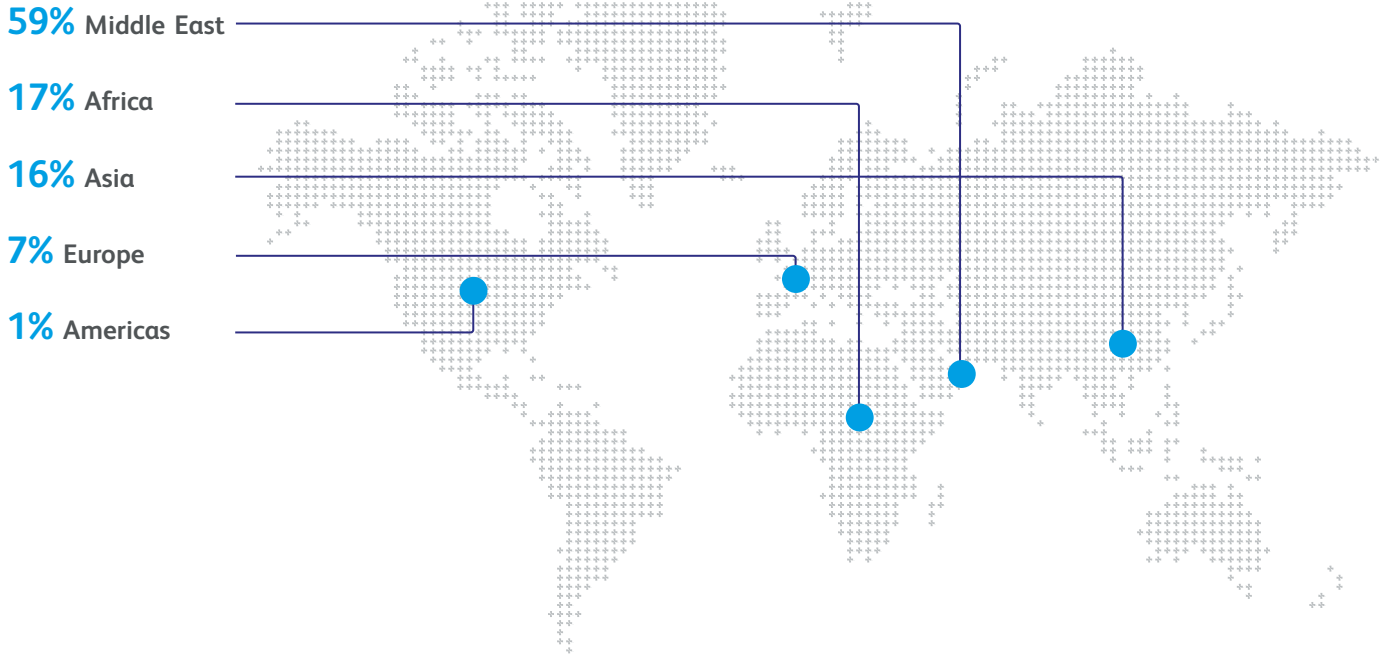 59% Middle East
17% Africa
16% Asia
7% Europe
1% Americas